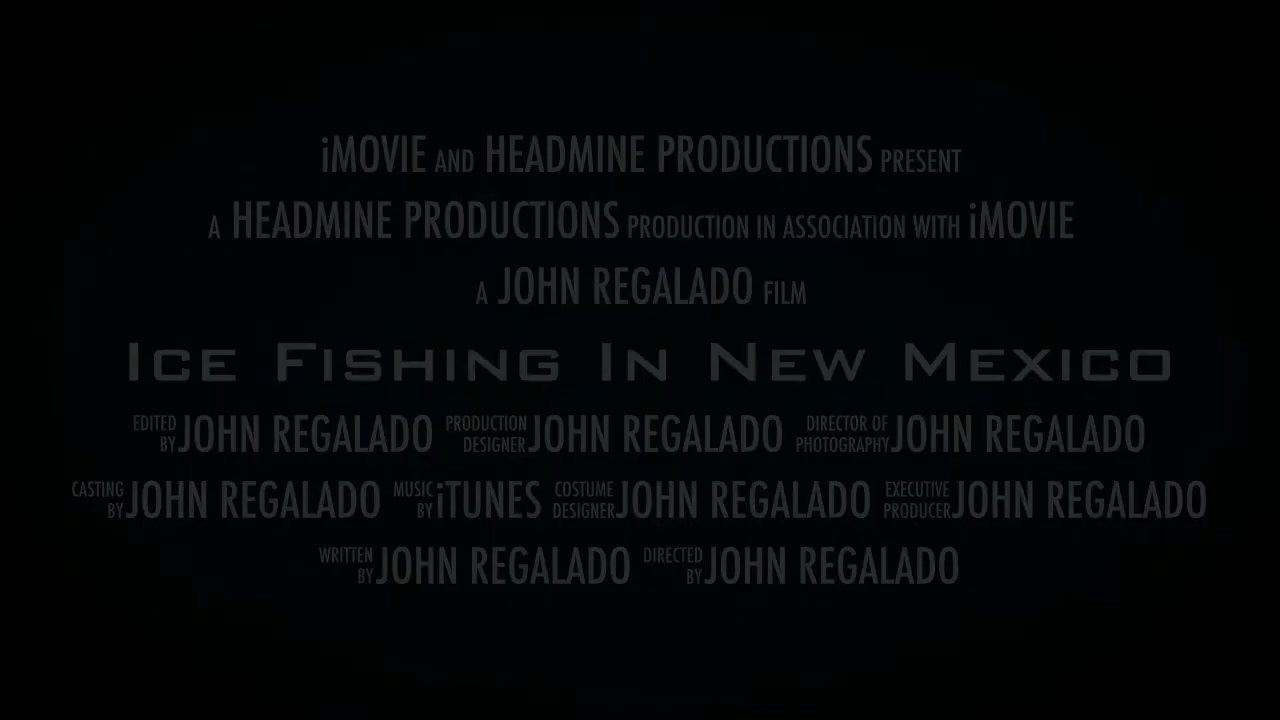 iMOVIE AND HEADMINE PRODUCTIONS PRESENT
A HEADMINE PRODUCTIONS PRODUCTION IN ASSOCIATION WITH iMOVIE
A JOHN REGALADO FILM
ICE FISHING IN NEW MEXICO
EDITED BY JOHN REGALADO PRODUCTION DESIGNER JOHN REGALADO DIRECTOR OF PHOTOGRAPHY JOHN REGALADO
CASTING BY JOHN REGALADO MUSIC BY iTUNES COSTUME DESIGNER JOHN REGALADO EXECUTIVE PRODUCER JOHN REGALADO
WRITTEN BY JOHN REGALADO DIRECTED BY JOHN REGALADO